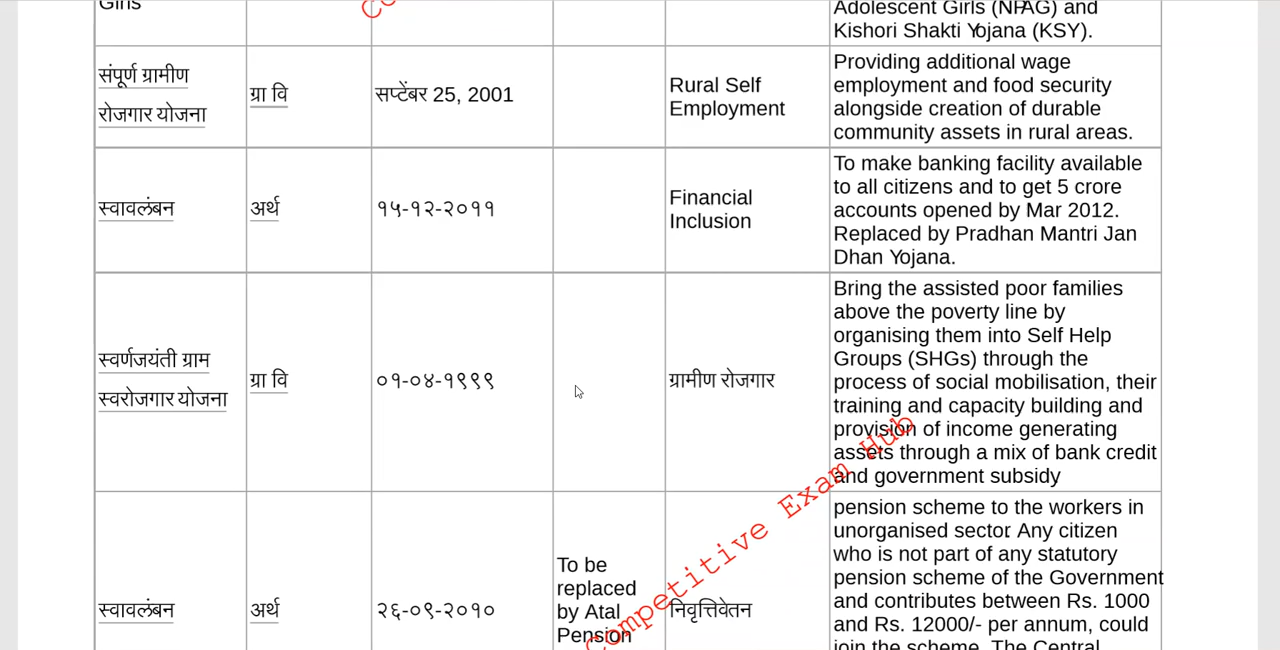 Girls
Adolescent Girls (NPAG) and
Kishori Shakti Yojana (KSY).
संपूर्ण ग्रामीण
रोजगार योजना
ग्रा वि
सप्टेंबर 25, 2001
Rural Self
Employment
Providing additional wage
employment and food security
alongside creation of durable
community assets in rural areas.
स्वावलंबन
अर्थ
१५-१२-२०११
Financial
Inclusion
To make banking facility available
to all citizens and to get 5 crore
accounts opened by Mar 2012.
Replaced by Pradhan Mantri Jan
Dhan Yojana.
स्वर्णजयंती ग्राम
स्वरोजगार योजना
ग्रा वि
०१-०४-१९९९
ग्रामीण रोजगार
Bring the assisted poor families
above the poverty line by
organising them into Self Help
Groups (SHGs) through the
process of social mobilisation, their
training and capacity building and
provision of income generating
assets through a mix of bank credit
and government subsidy
स्वावलंबन
अर्थ
२६-०९-२०१०
To be
replaced
by Atal
Pension
निवृत्तिवेतन
pension scheme to the workers in
unorganised sector. Any citizen
who is not part of any statutory
pension scheme of the Government
and contributes between Rs. 1000
and Rs. 12000/- per annum, could
join the scheme. The Central
Competitive Exam Hub